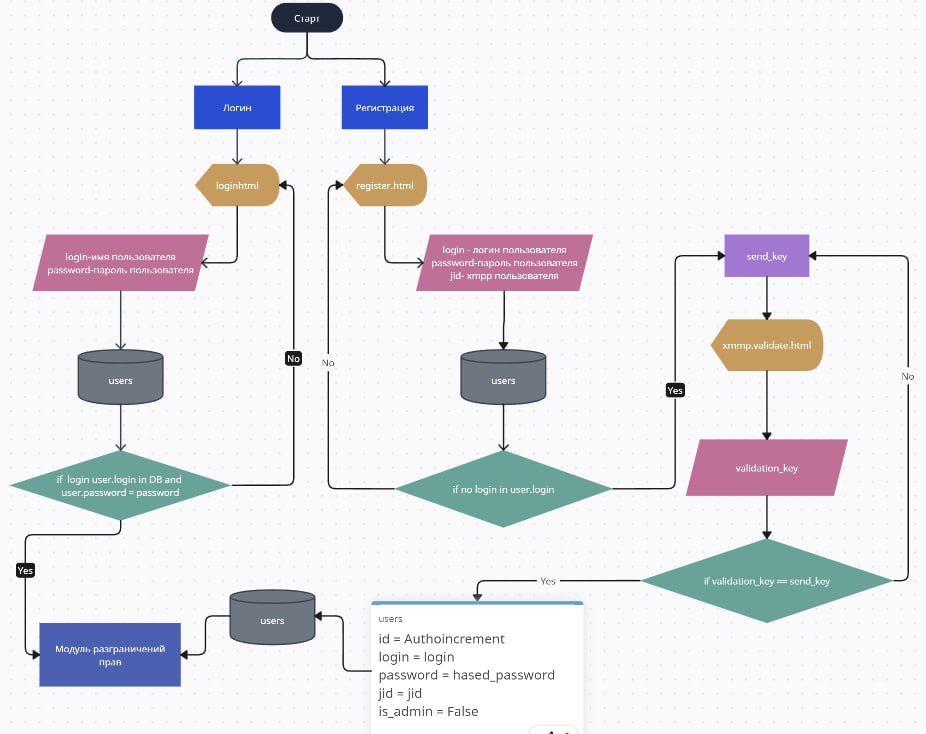 Старт
Логин
Регистрация
loginhtml
register.html
login-имя пользователя
password-пароль пользователя
login - логин пользователя
password-пароль пользователя
jid- xmpp пользователя
send_key
xmmp.validate.html
No
No
No
users
users
Yes
validation_key
if login user.login in DB and
user.password = password
if no login in user.login
Yes
Yes
if validation_key == send_key
users
Модуль разграничений
прав
users
id = Authoincrement
login = login
password = hased_password
jid = jid
is_admin = False